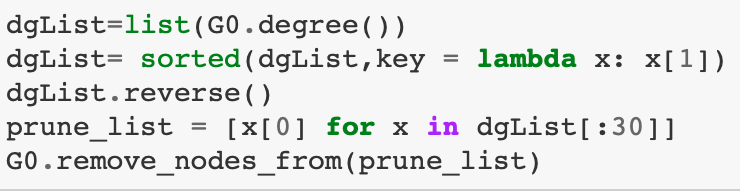 dgList=list(G0.degree())
dgList= sorted(dgList,key = lambda x: x[1])
dgList.reverse()
prune_list = [x[0] for x in dgList[:30]]
G0.remove_nodes_from(prune_list)